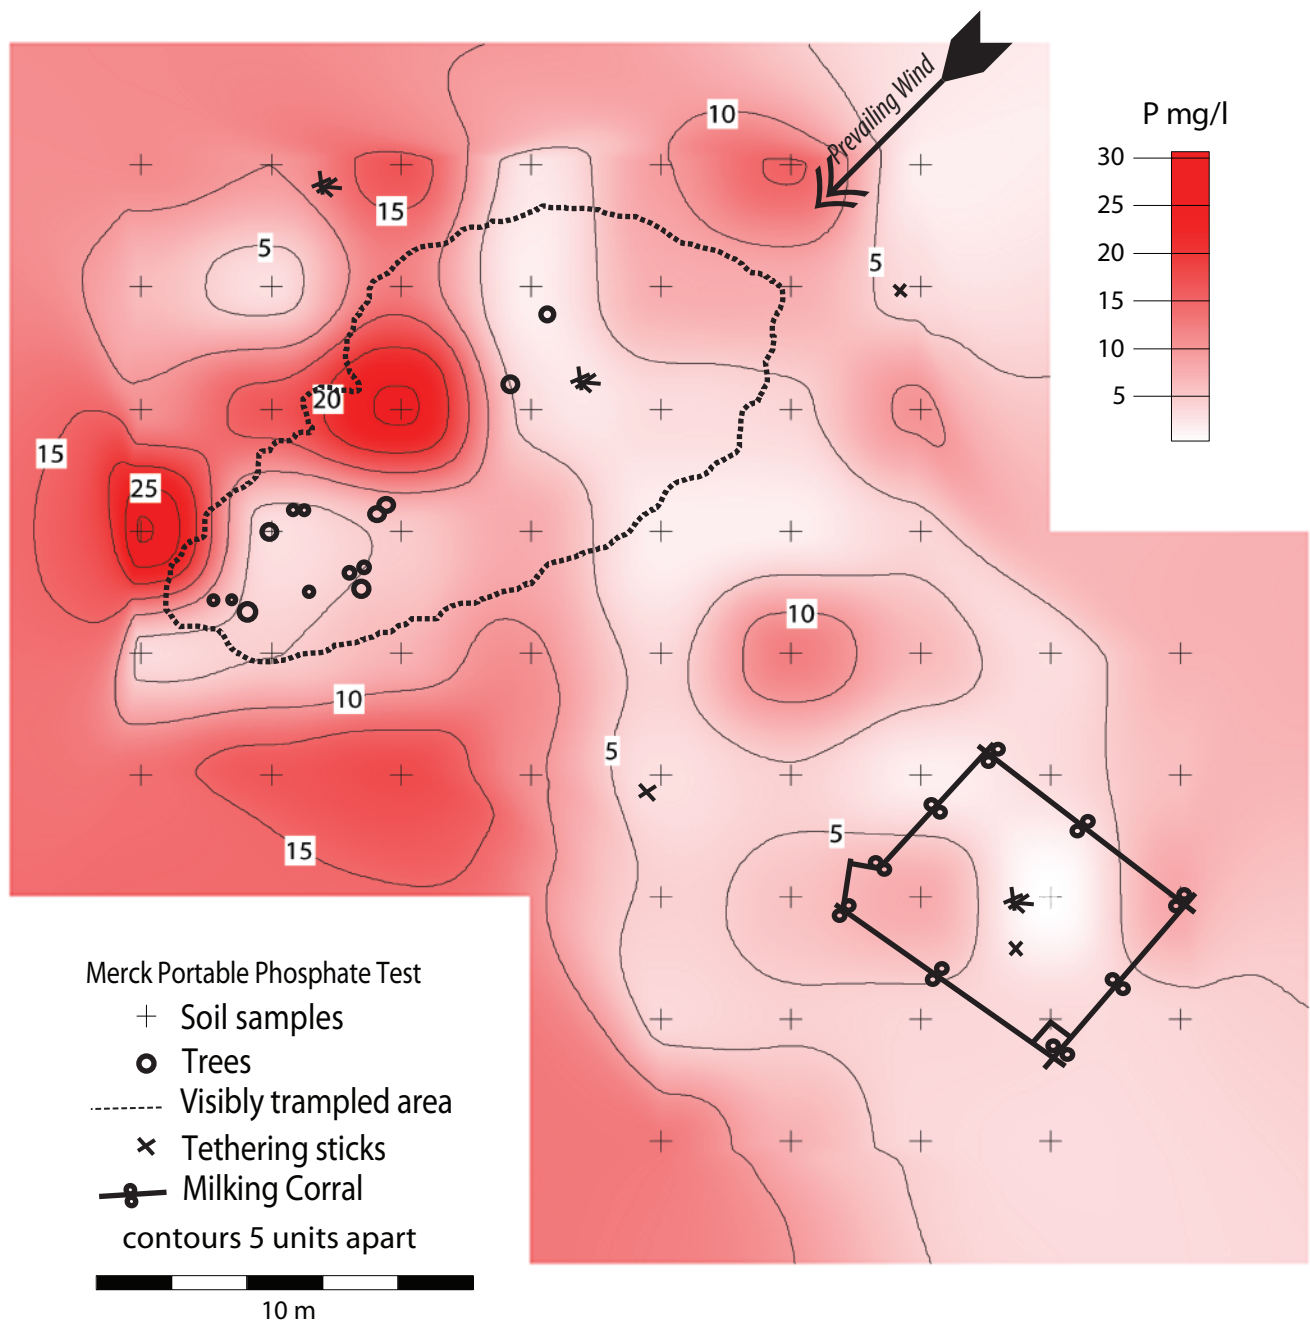 Prevailing Wind
P mg/l
30
25
20
15
10
5
10
15
5
5
20
15
25
10
10
5
15
5
Merck Portable Phosphate Test
Soil samples
Trees
Visibly trampled area
Tethering sticks
Milking Corral
contours 5 units apart
10 m